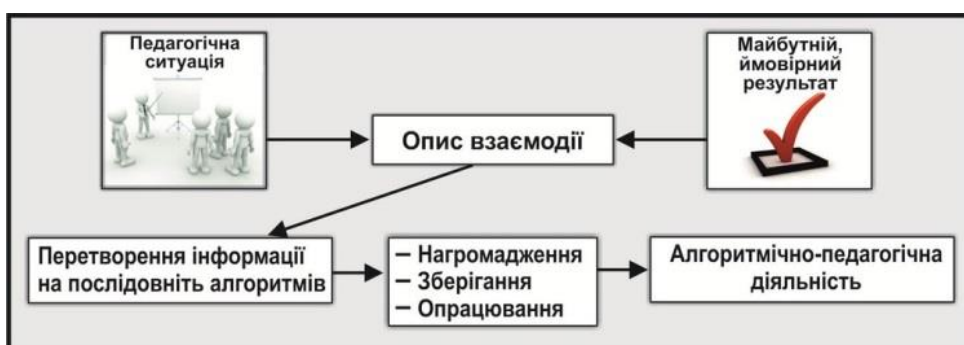 Педагогічна
ситуація
Майбутній,
ймовірний
результат
Опис взаємодії
Перетворення інформації
на послідовніть алгоритмів
– Нагромадження
– Зберігання
– Опрацювання
Алгоритмічно-педагогічна
діяльність